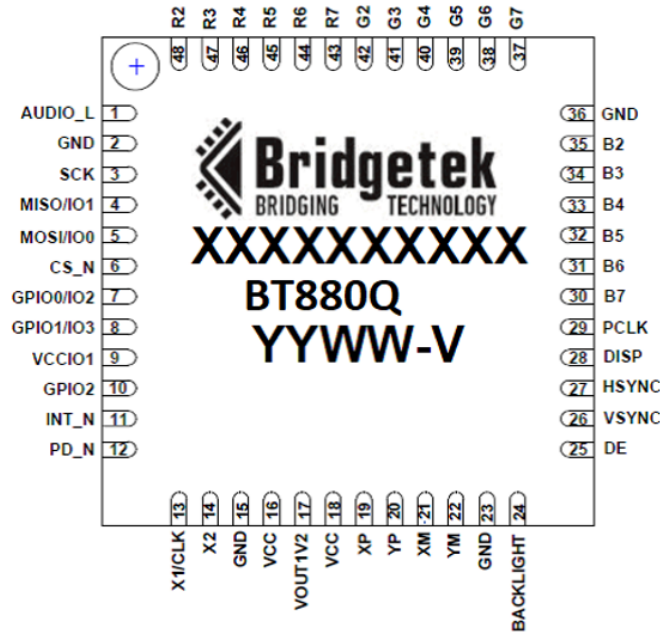 R2 R3 R4 R5 R6 R7 G2 G3 G4 G5 G6 G7
48 47 46 45 44 43 42 41 40 39 38 37
AUDIO_L 1
GND 2
SCK 3
MISO/IO1 4
MOSI/IO0 5
CS_N 6
GPIO0/IO2 7
GPIO1/IO3 8
VCCIO1 9
GPIO2 10
INT_N 11
PD_N 12
Bridgetek
BRIDGING TECHNOLOGY
XXXXXXXXXX
BT880Q
YYWW-V
36 GND
35 B2
34 B3
33 B4
32 B5
31 B6
30 B7
29 PCLK
28 DISP
27 HSYNC
26 VSYNC
25 DE
13 14 15 16 17 18 19 20 21 22 23 24
X1/CLK X2 GND VCC VOUT1V2 VCC XP YP XM YM GND BACKLIGHT